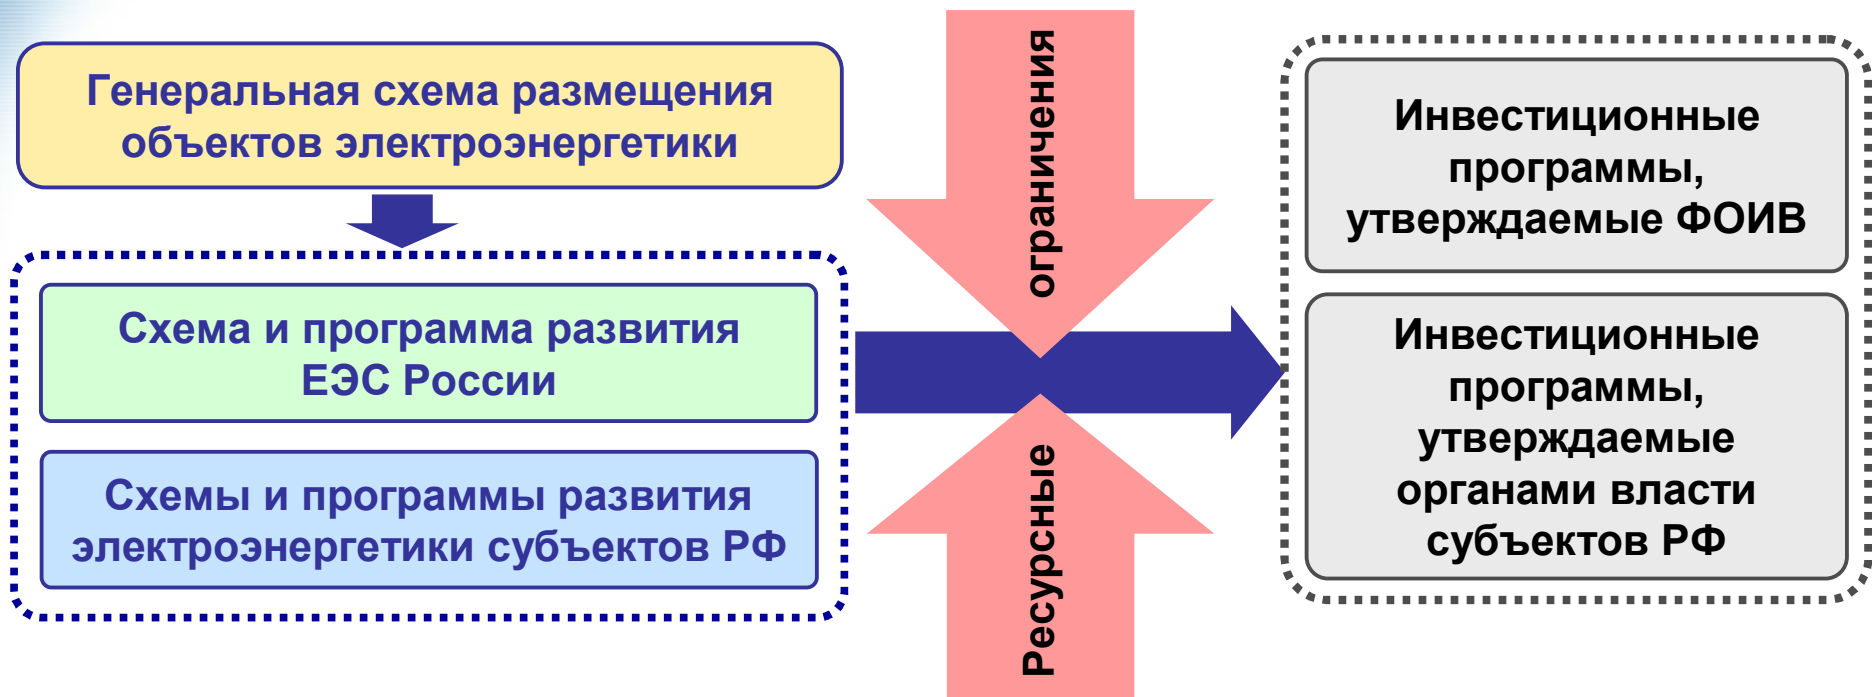 Генеральная схема размещения
объектов электроэнергетики
Схема и программа развития
ЕЭС России
Схемы и программы развития
электроэнергетики субъектов РФ
Ресурсные
ограничения
Инвестиционные
программы,
утверждаемые ФОИВ
Инвестиционные
программы,
утверждаемые
органами власти
субъектов РФ